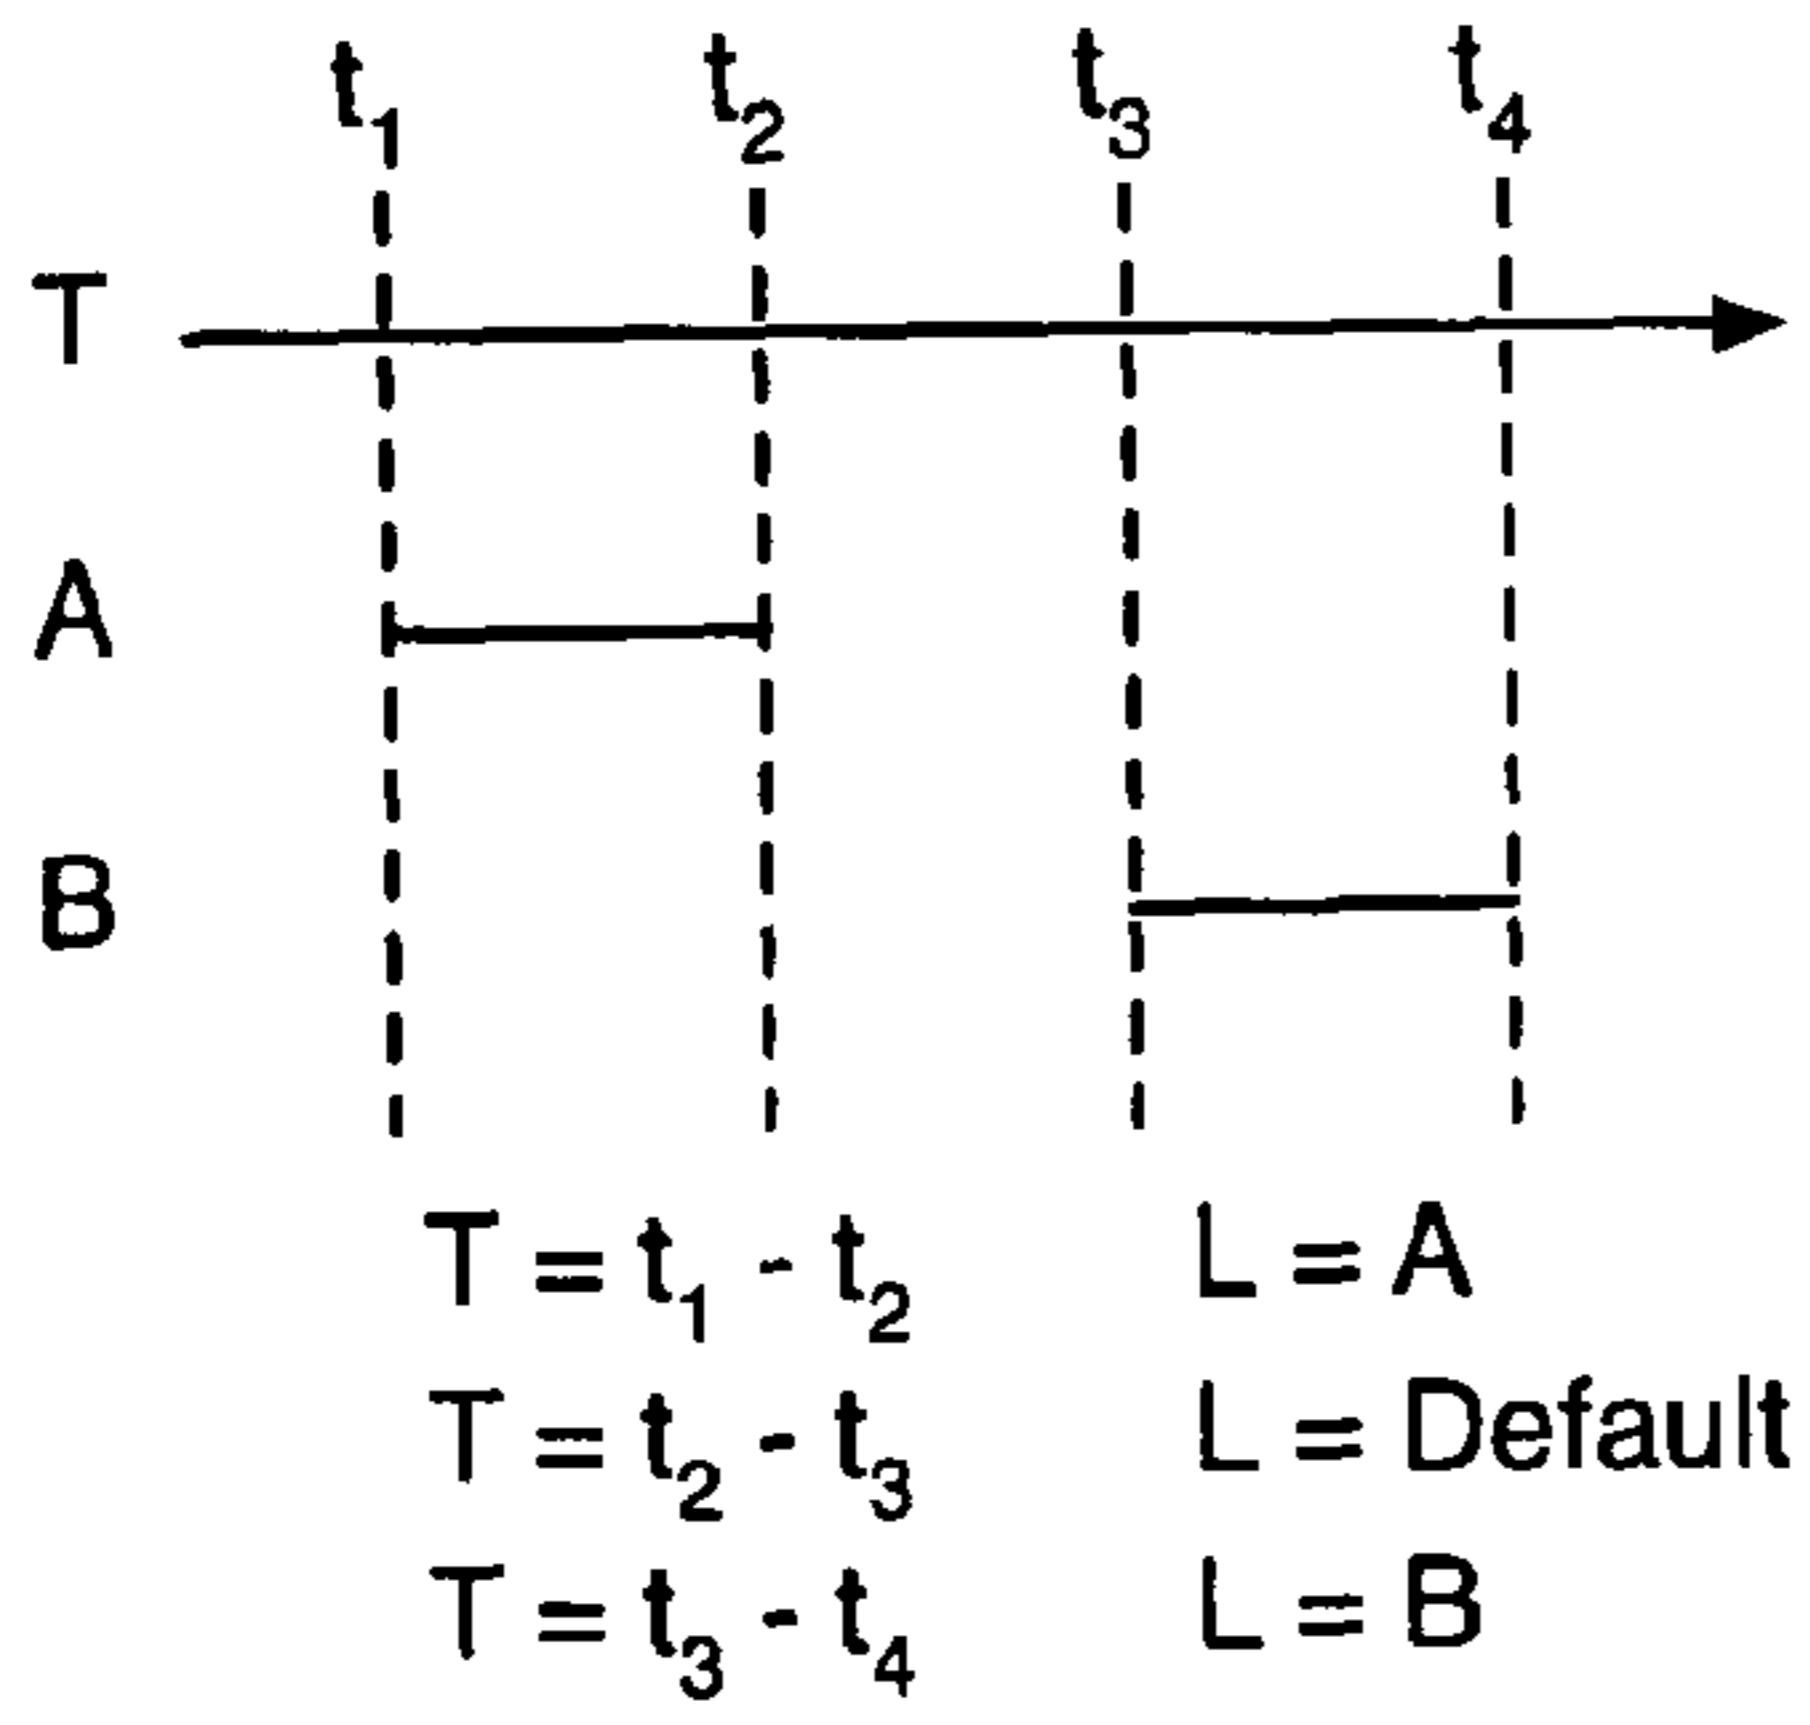 t1 t2 t3 t4
T
A
B
T = t1 - t2 L = A
T = t2 - t3 L = Default
T = t3 - t4 L = B